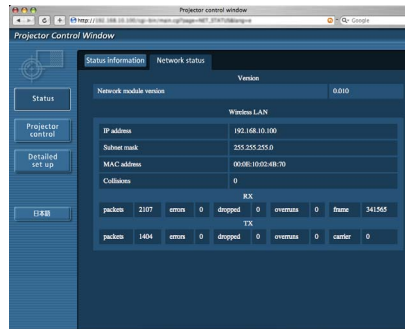 Projector control window
http://
Google
Projector Control Window
Status information Network status
Version
Network module version 0.010
Wireless LAN
IP address 192.168.10.100
Subnet mask 255.255.255.0
MAC address 00:0E:10:02:4B:70
Collisions 0
RX
packets 2107 errors 0 dropped 0 overruns 0 frame 341565
TX
packets 1404 errors 0 dropped 0 overruns 0 carrier 0
Status
Projector
control
Detailed
set up
日本語